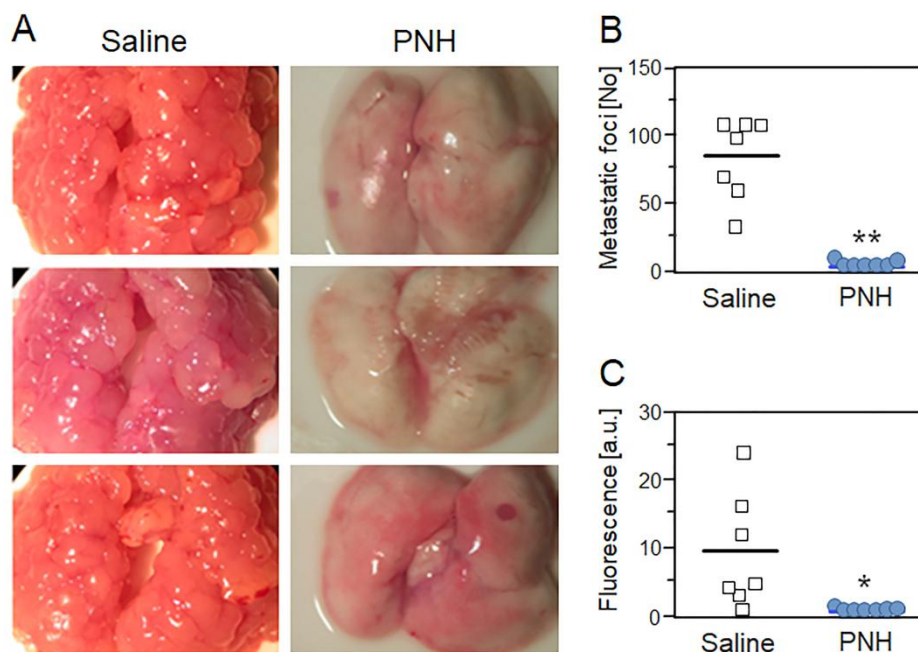 A
Saline
PNH
B
Metastatic foci [No]
150
100
50
0
**
Saline
PNH
C
Fluorescence [a.u.]
30
20
10
0
*
Saline
PNH